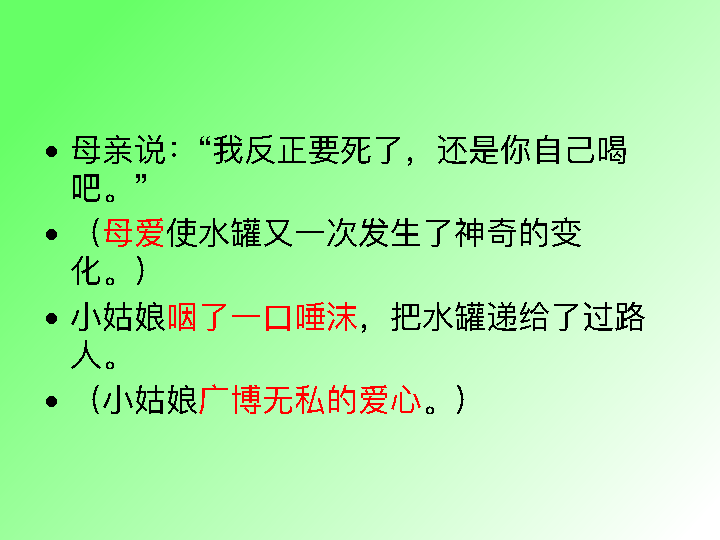 • 母亲说：“我反正要死了，还是你自己喝
吧。”
• （母爱使水罐又一次发生了神奇的变
化。）
• 小姑娘咽了一口唾沫，把水罐递给了过路
人。
• （小姑娘广博无私的爱心。）